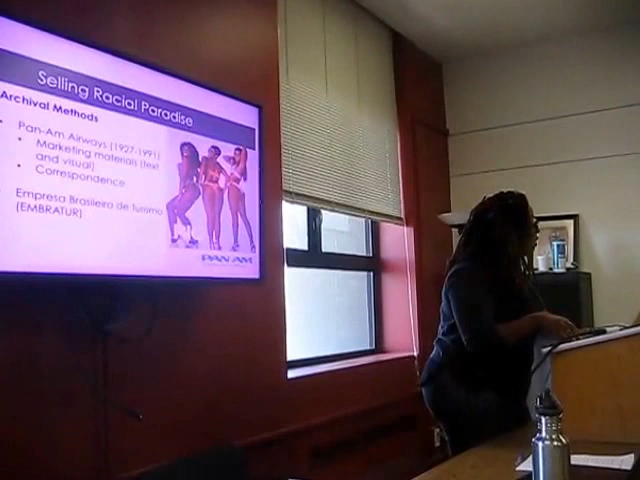 Selling Racial Paradise
Archival Methods
• Pan-Am Airways (1927-1991)
• Marketing materials (text
and visual)
• Correspondence
Empresa Brasileira de Turismo
(EMBRATUR)
PAN AM